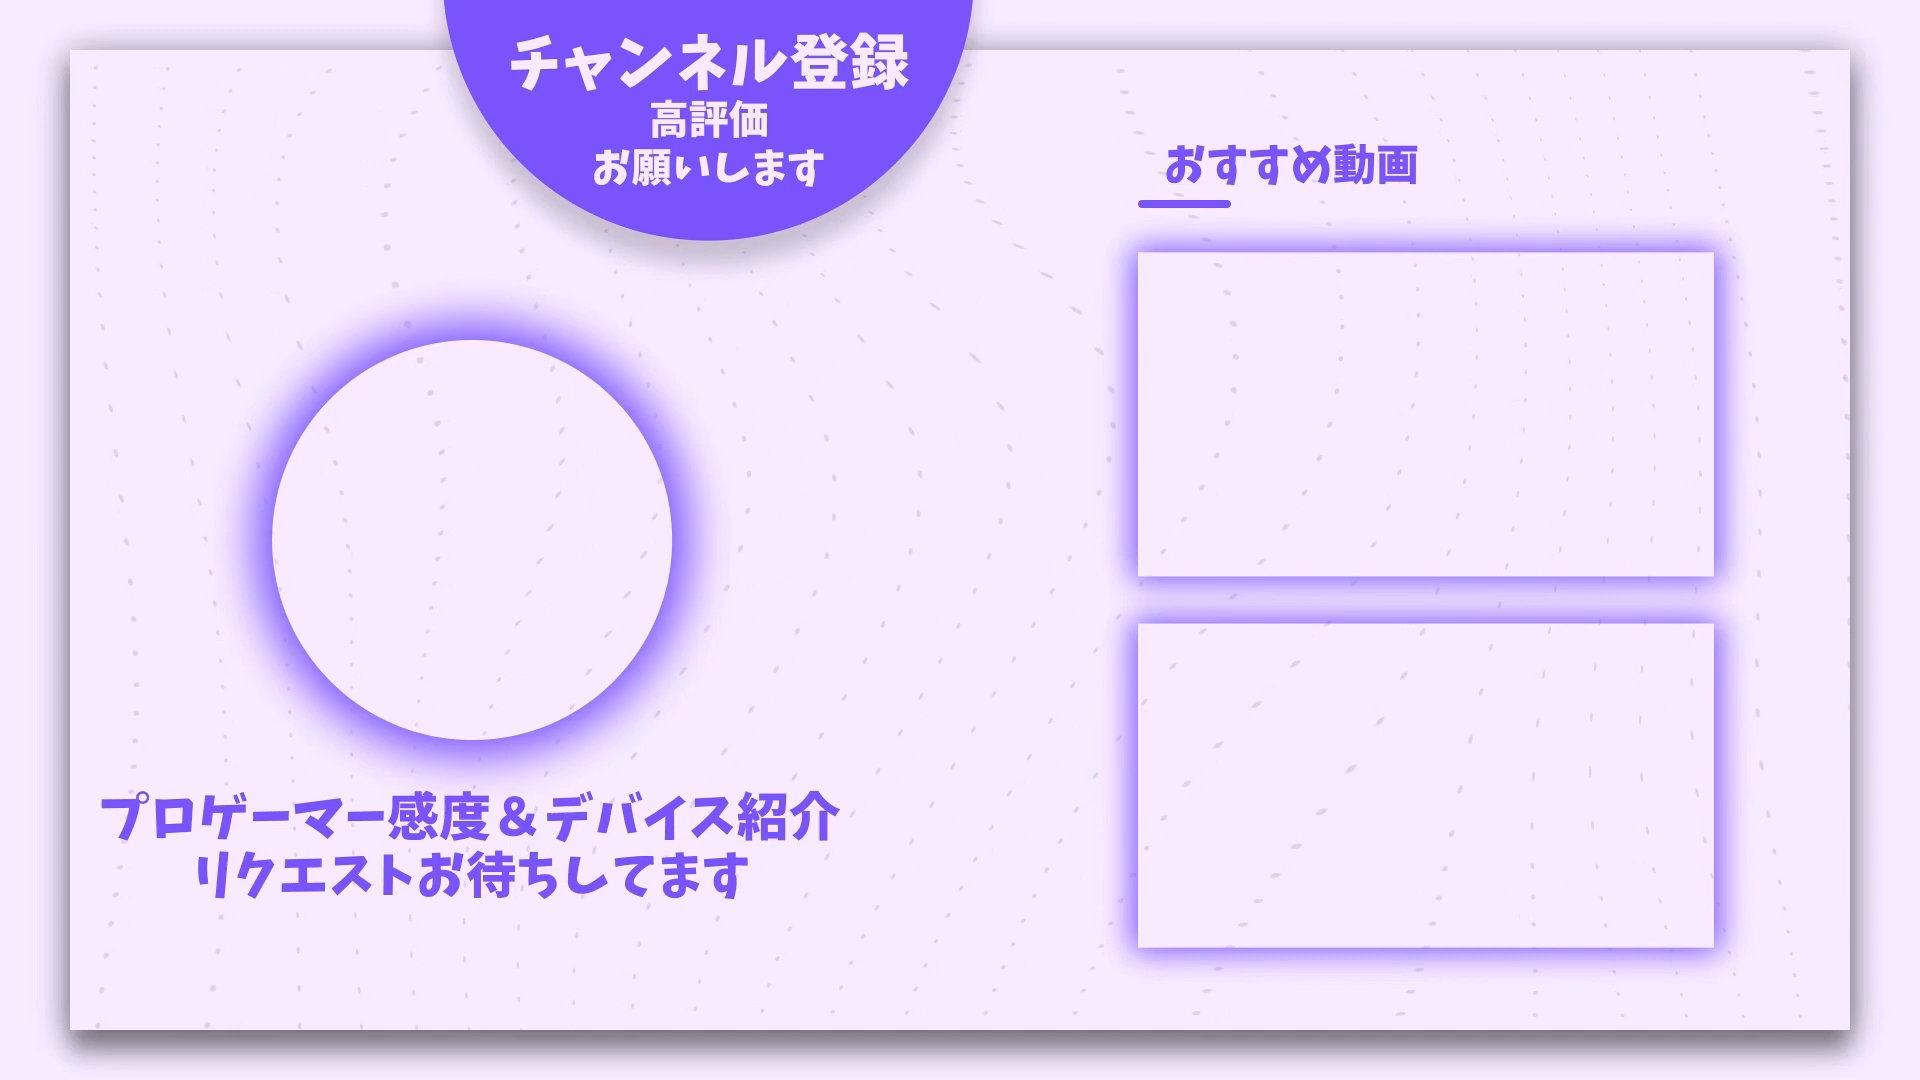 チャンネル登録
高評価
お願いします
おすすめ動画
プロゲーマー感度＆デバイス紹介
リクエストお待ちしてます